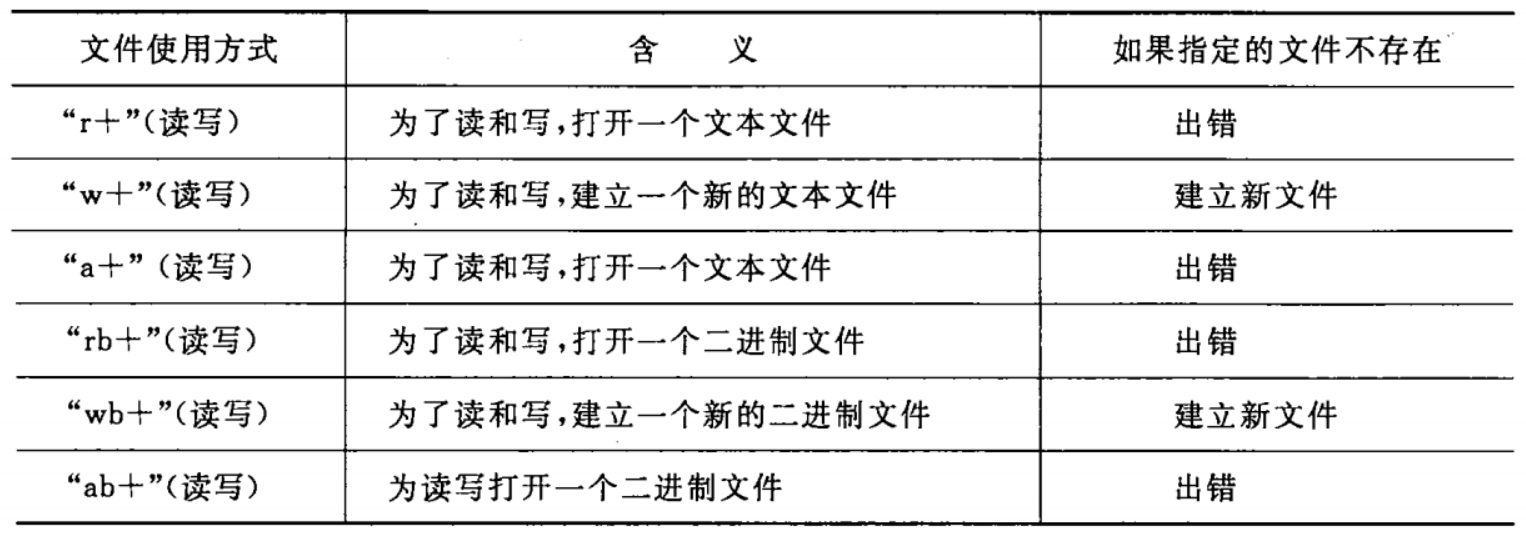 文件使用方式 含 义 如果指定的文件不存在
“r+”(读写) 为了读和写,打开一个文本文件 出错
“w+”(读写) 为了读和写,建立一个新的文本文件 建立新文件
“a+” (读写) 为了读和写,打开一个文本文件 出错
“rb+”(读写) 为了读和写,打开一个二进制文件 出错
“wb+”(读写) 为了读和写,建立一个新的二进制文件 建立新文件
“ab+”(读写) 为读写打开一个二进制文件 出错